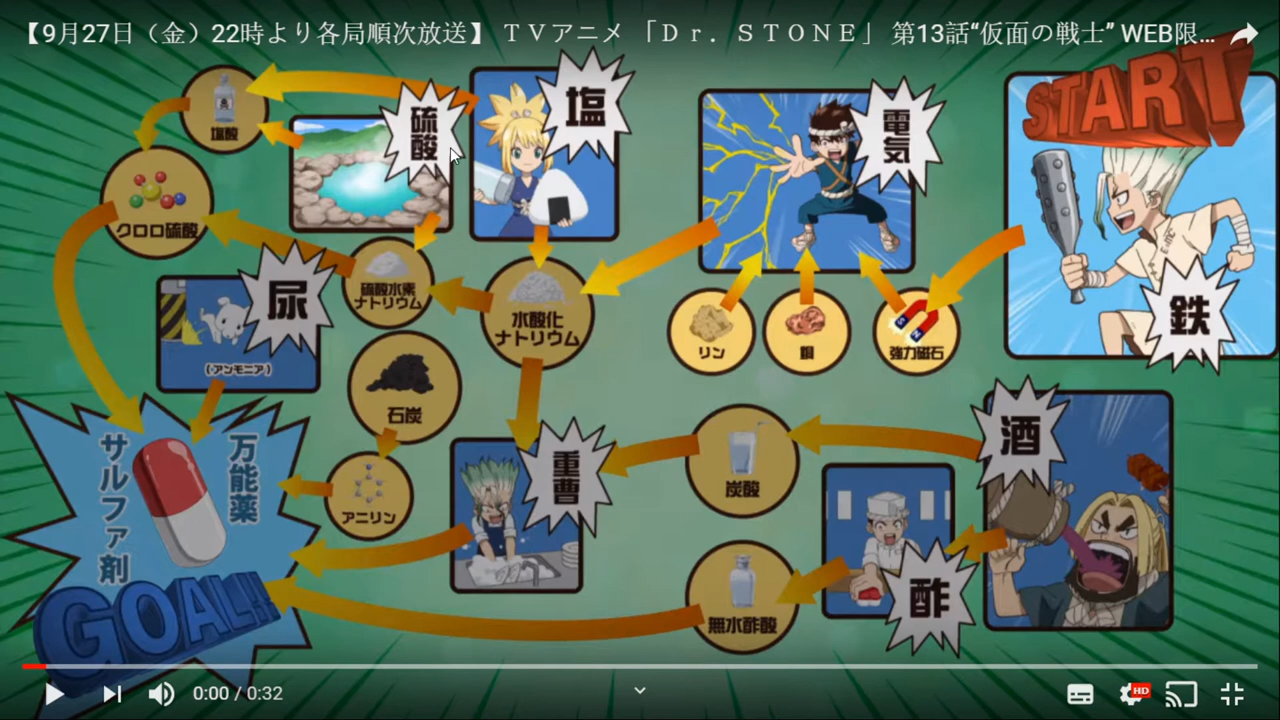 【9月27日（金）22時より各局順次放送】 ＴＶアニメ 「Ｄｒ．ＳＴＯＮＥ」 第13話“仮面の戦士” WEB限...
START
鉄
電気
塩
硫酸
塩酸
クロロ硫酸
リン
銅
強力磁石
水酸化
ナトリウム
硫酸水素
ナトリウム
尿
(アンモニア)
石炭
アニリン
重曹
炭酸
酒
酢
無水酢酸
万能薬
サルファ剤
GOAL!!
S
N
E=mc²
0:00 / 0:32
HD